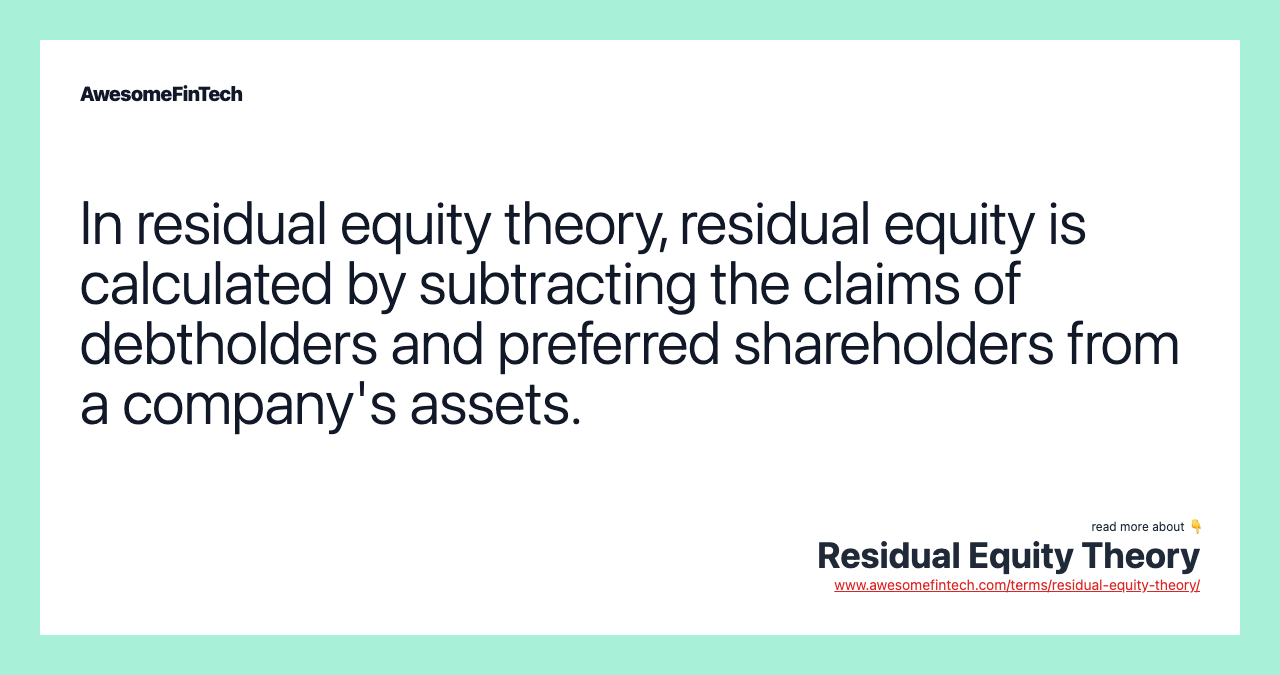 AwesomeFinTech
In residual equity theory, residual equity is
calculated by subtracting the claims of
debtholders and preferred shareholders from
a company's assets.
read more about 👇
Residual Equity Theory
www.awesomefintech.com/terms/residual-equity-theory/